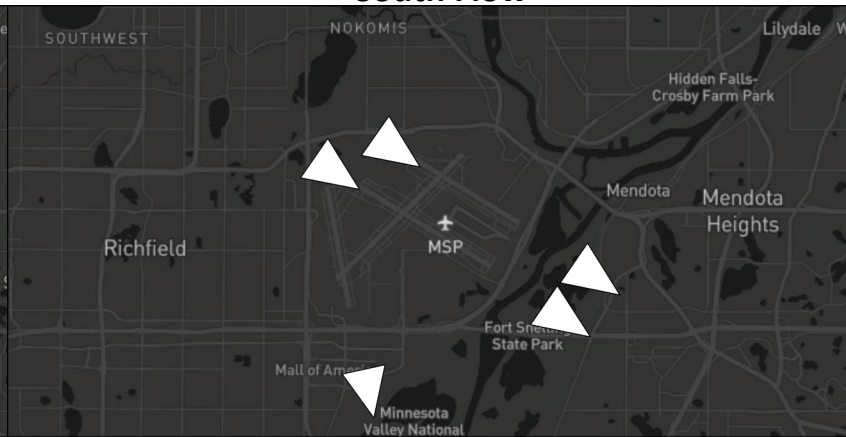 SOUTHWEST
NOKOMIS
Lilydale
Hidden Falls-
Crosby Farm Park
Mendota
Mendota
Heights
Richfield
MSP
Fort Snelling
State Park
Mall of
Minnesota
Valley National